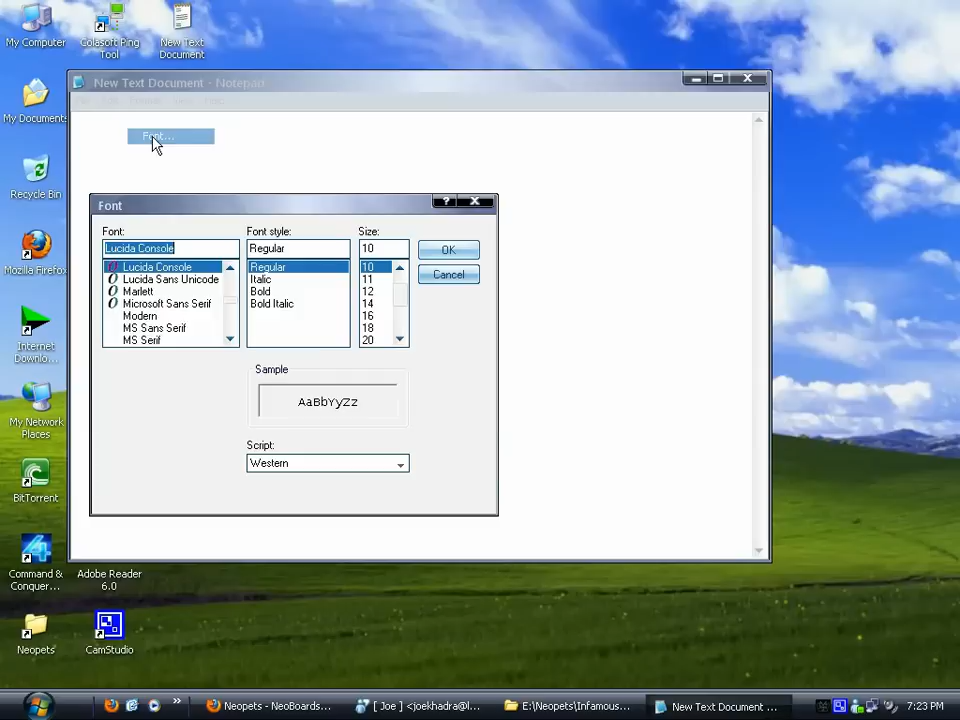 My Computer
Colasoft Ping
Tool
New Text
Document
My Documents
Recycle Bin
Mozilla Firefox
Internet
Downlo...
My Network
Places
BitTorrent
Command &
Conquer...
Adobe Reader
6.0
Neopets
CamStudio
New Text Document - Notepad
Font...
Font
Font:
Font style:
Size:
Lucida Console
Regular
10
OK
Cancel
Lucida Console
Lucida Sans Unicode
Marlett
Microsoft Sans Serif
Modern
MS Sans Serif
MS Serif
Regular
Italic
Bold
Bold Italic
10
11
12
14
16
18
20
Sample
AaBbYyZz
Script:
Western
Neopets - NeoBoards...
[ Joe ] <joekhadra@l...
E:\Neopets\Infamous...
New Text Document ...
7:23 PM